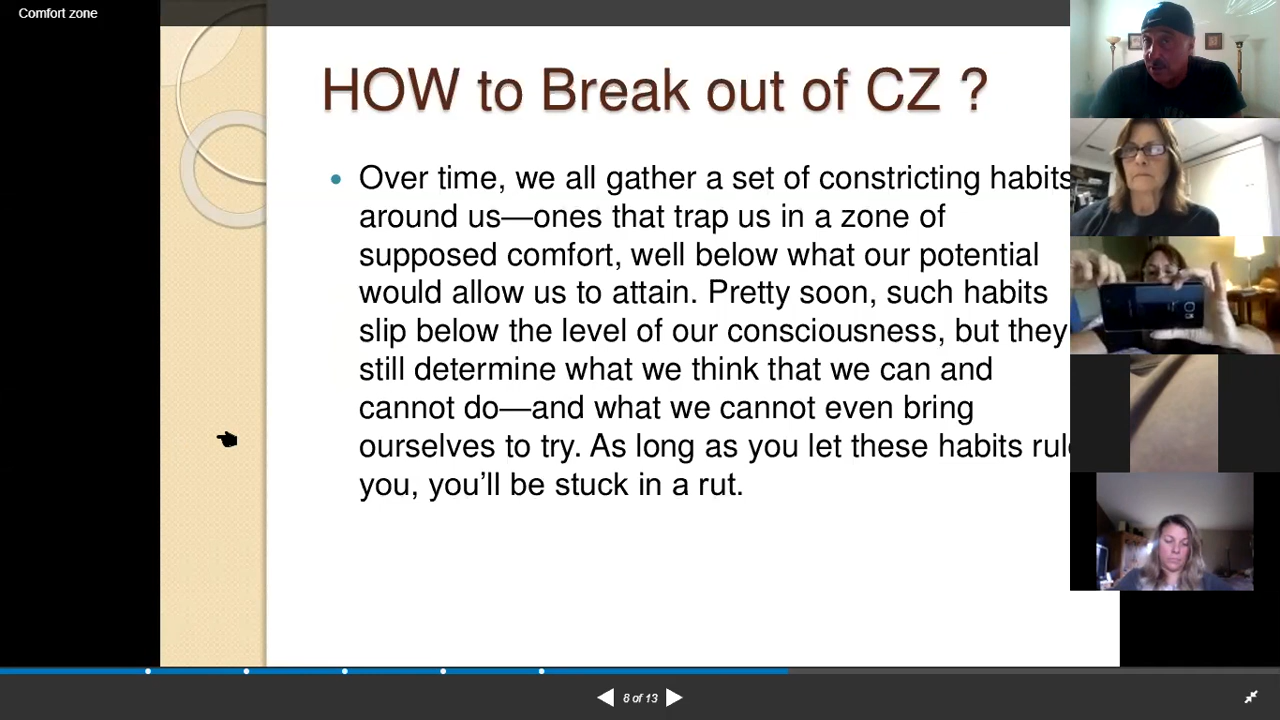 Comfort zone
HOW to Break out of CZ ?
Over time, we all gather a set of constricting habits
around us—ones that trap us in a zone of
supposed comfort, well below what our potential
would allow us to attain. Pretty soon, such habits
slip below the level of our consciousness, but they
still determine what we think that we can and
cannot do—and what we cannot even bring
ourselves to try. As long as you let these habits
you, you’ll be stuck in a rut.
8 of 13